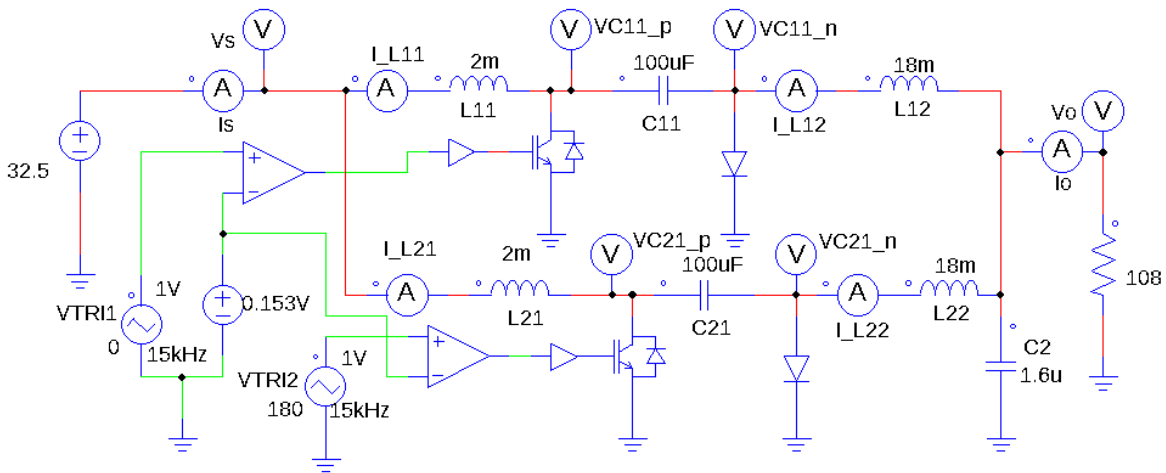 Vs
V
I_L11
A
2m
L11
VC11_p
V
100uF
C11
VC11_n
V
A
I_L12
18m
L12
A
Is
32.5
Vo
V
A
Io
108
I_L21
A
2m
L21
VC21_p
V
100uF
C21
VC21_n
V
A
I_L22
18m
L22
1V
VTRI1
0
15kHz
0.153V
1V
VTRI2
180
15kHz
C2
1.6u